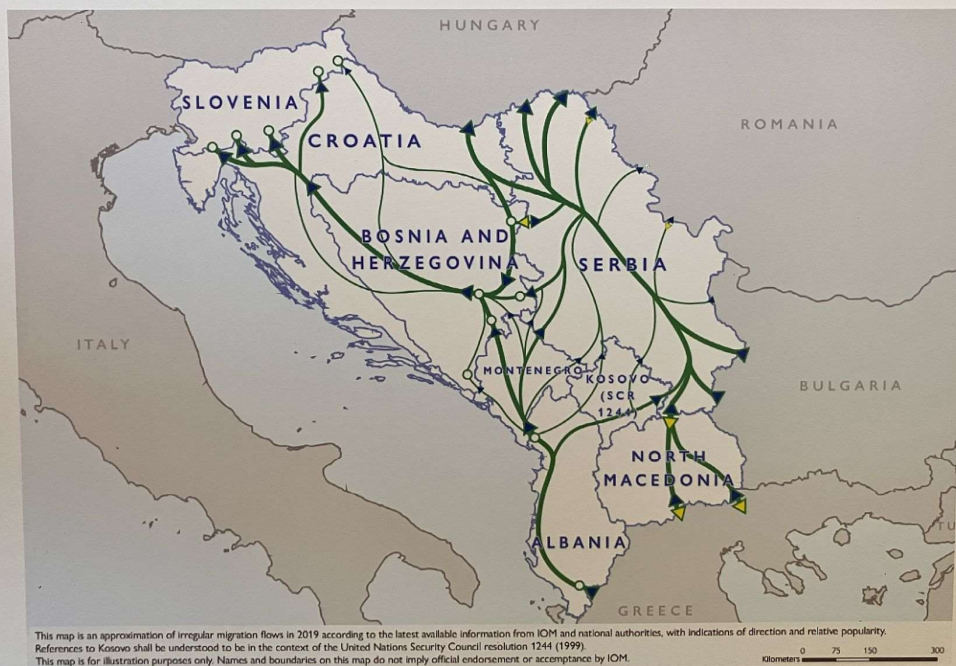 HUNGARY
SLOVENIA
ROMANIA
CROATIA
BOSNIA AND
HERZEGOVINA
SERBIA
ITALY
MONTENEGRO
KOSOVO
(SCR
1244)
BULGARIA
NORTH
MACEDONIA
TU
ALBANIA
GREECE
This map is an approximation of irregular migration flows in 2019 according to the latest available information from IOM and national authorities, with indications of direction and relative popularity.
References to Kosovo shall be understood to be in the context of the United Nations Security Council resolution 1244 (1999).
This map is for illustration purposes only. Names and boundaries on this map do not imply official endorsement or accemptance by IOM.
0 75 150 300
Kilometers